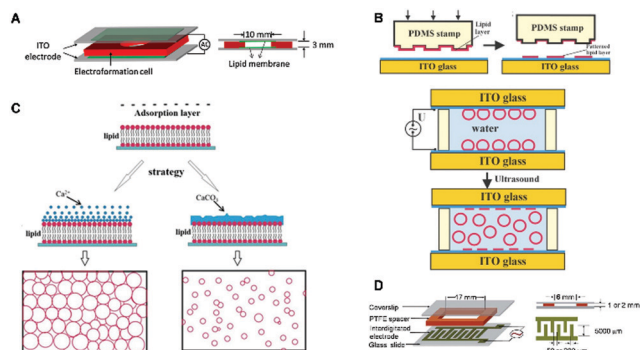 A
ITO
electrode
10 mm
AC
3 mm
Electroformation cell
Lipid membrane
B
PDMS stamp
Lipid
layer
PDMS stamp
Patterned
lipid layer
ITO glass
ITO glass
ITO glass
U
water
ITO glass
Ultrasound
ITO glass
ITO glass
C
Adsorption layer
lipid
strategy
Ca²⁺
CaCO₃
lipid
lipid
D
17 mm
Coverslip
PTFE spacer
Interdigitated
electrode
Glass slide
6 mm
1 or 2 mm
5000 µm